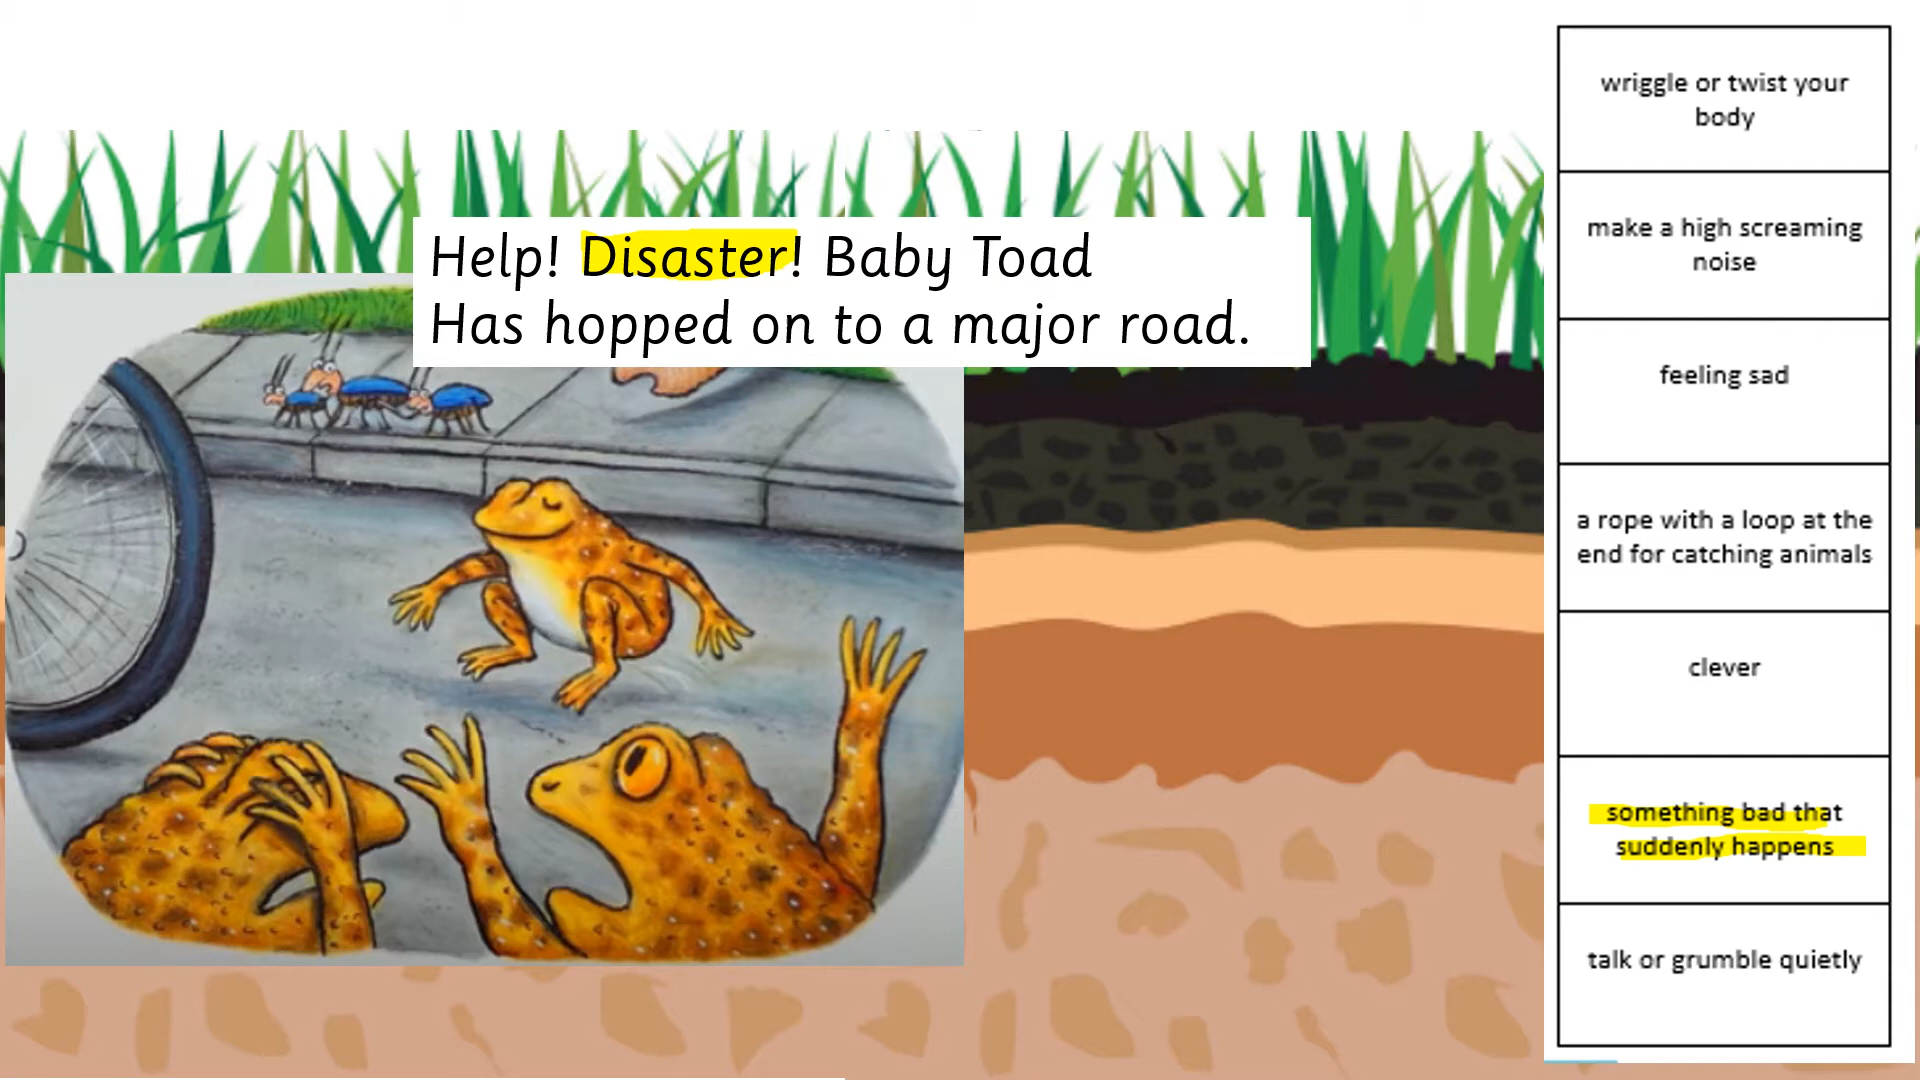 Help! Disaster! Baby Toad
Has hopped on to a major road.
wriggle or twist your
body
make a high screaming
noise
feeling sad
a rope with a loop at the
end for catching animals
clever
something bad that
suddenly happens
talk or grumble quietly